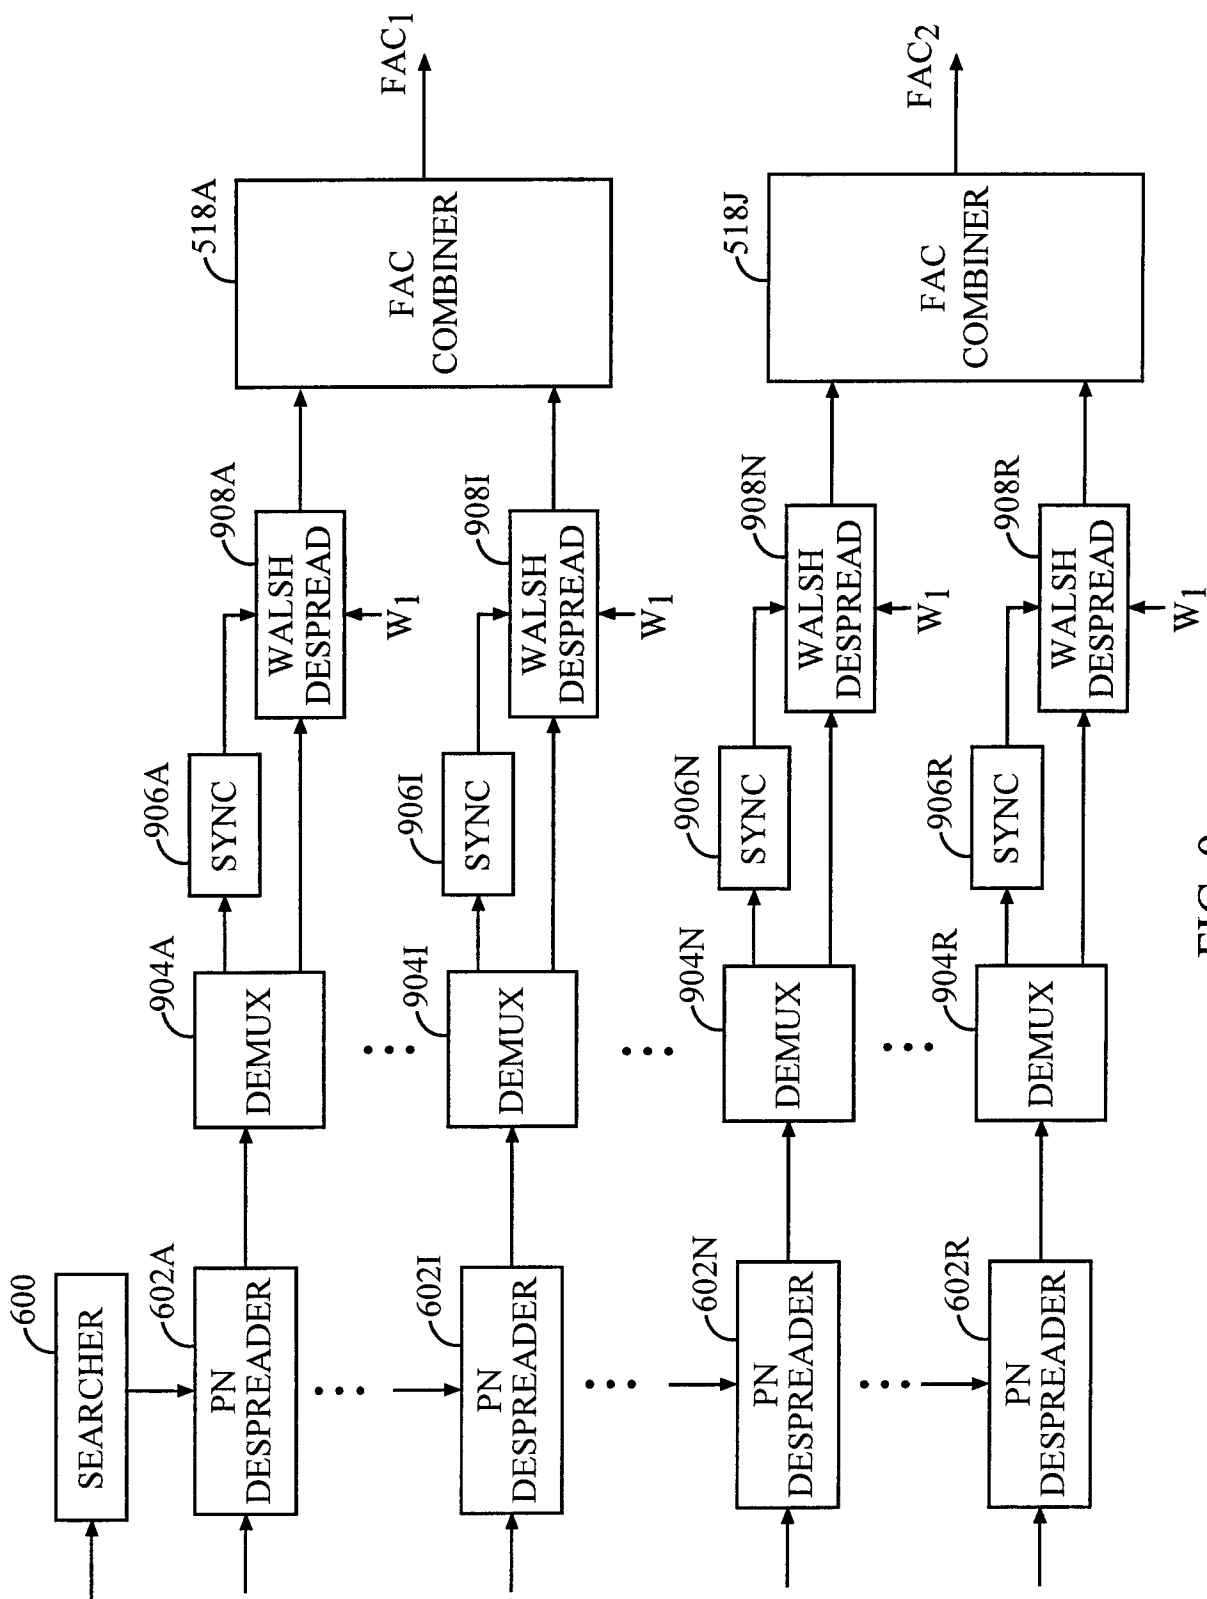 600
SEARCHER
602A
PN
DESPREADER
904A
DEMUX
906A
SYNC
908A
WALSH
DESPREAD
W1
518A
FAC
COMBINER
FAC1
602I
PN
DESPREADER
904I
DEMUX
906I
SYNC
908I
WALSH
DESPREAD
W1
602N
PN
DESPREADER
904N
DEMUX
906N
SYNC
908N
WALSH
DESPREAD
W1
518J
FAC
COMBINER
FAC2
602R
PN
DESPREADER
904R
DEMUX
906R
SYNC
908R
WALSH
DESPREAD
W1
FIG. 9